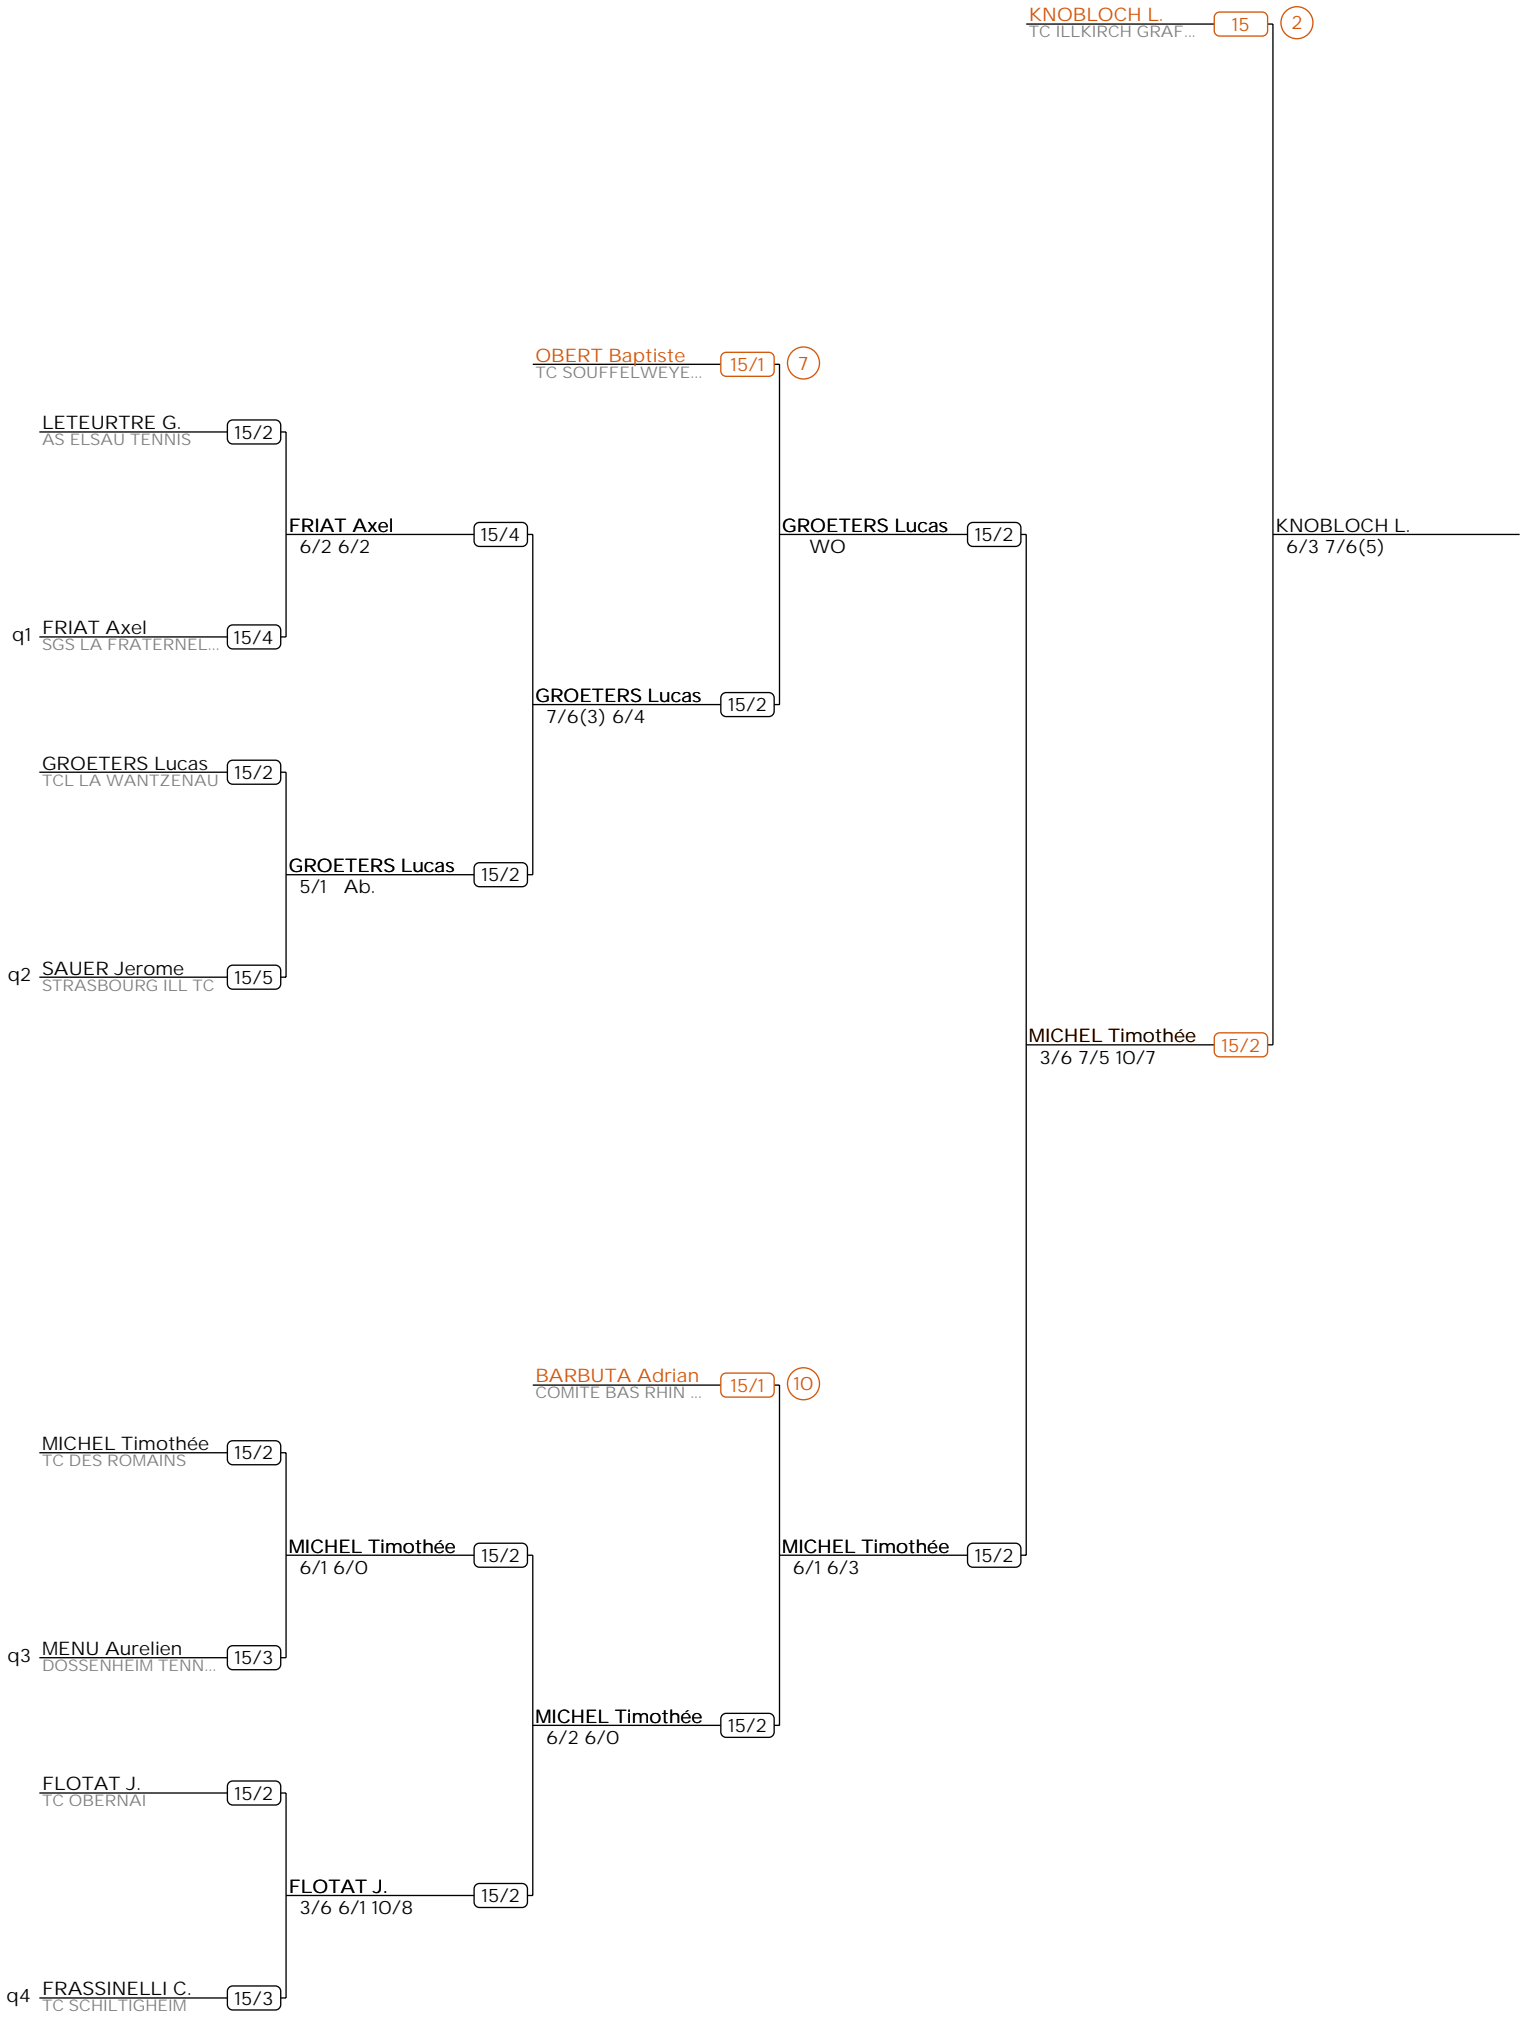 KNOBLOCH L.
TC ILLKIRCH GRAF...
15
2
OBERT Baptiste
TC SOUFFELWEYE...
15/1
7
LETEURTRE G.
AS ELSAU TENNIS
15/2
FRIAT Axel
6/2 6/2
15/4
GROETERS Lucas
WO
15/2
KNOBLOCH L.
6/3 7/6(5)
q1
FRIAT Axel
SGS LA FRATERNEL...
15/4
GROETERS Lucas
7/6(3) 6/4
15/2
GROETERS Lucas
TCL LA WANTZENAU
15/2
GROETERS Lucas
5/1 Ab.
15/2
q2
SAUER Jerome
STRASBOURG ILL TC
15/5
MICHEL Timothée
3/6 7/5 10/7
15/2
BARBUTA Adrian
COMITE BAS RHIN ...
15/1
10
MICHEL Timothée
TC DES ROMAINS
15/2
MICHEL Timothée
6/1 6/0
15/2
MICHEL Timothée
6/1 6/3
15/2
q3
MENU Aurelien
DOSSENHEIM TENN...
15/3
MICHEL Timothée
6/2 6/0
15/2
FLOTAT J.
TC OBERNAI
15/2
FLOTAT J.
3/6 6/1 10/8
15/2
q4
FRASSINELLI C.
TC SCHILTIGHEIM
15/3